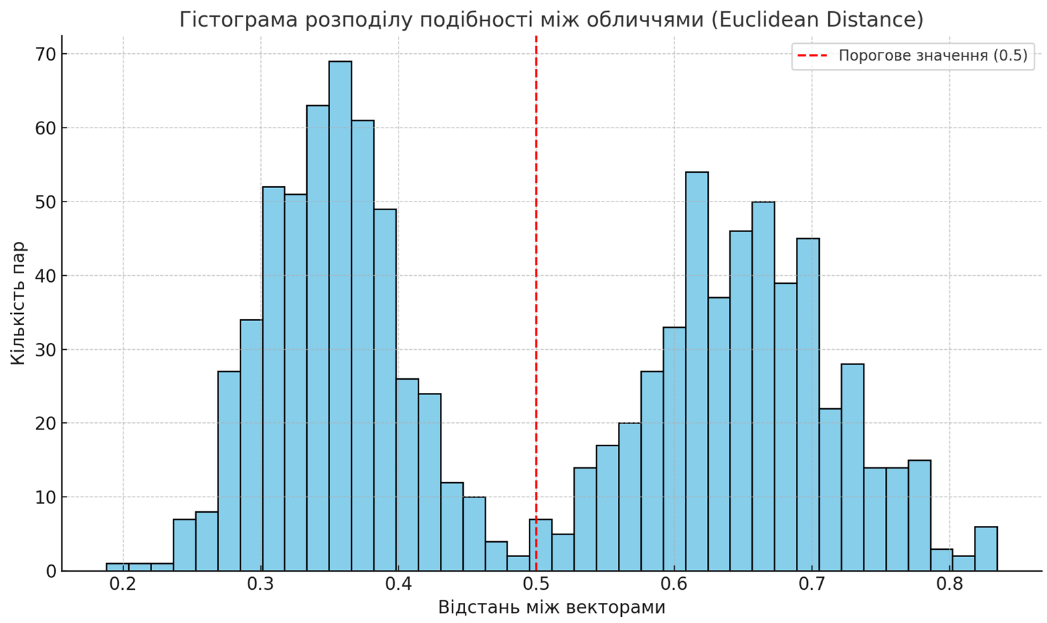 Гістограма розподілу подібності між обличчями (Euclidean Distance)
Порогове значення (0.5)
70
60
50
40
30
20
10
0
Кількість пар
0.2 0.3 0.4 0.5 0.6 0.7 0.8
Відстань між векторами